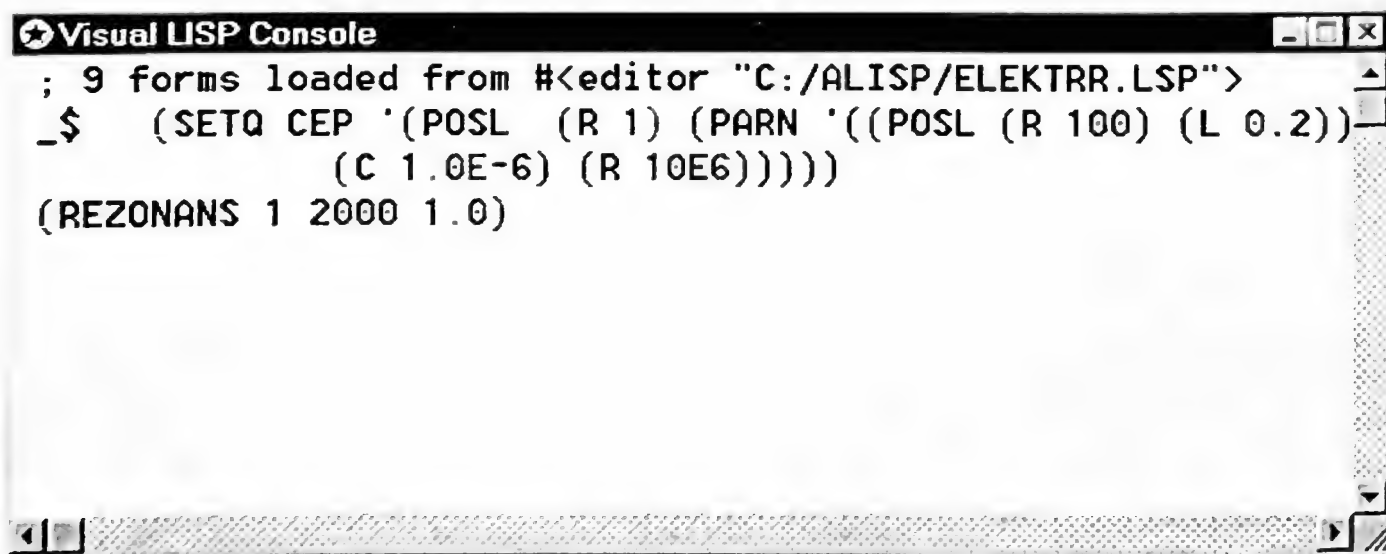 Visual LISP Console
; 9 forms loaded from #<editor "C:/ALISP/ELEKTRR.LSP">
_$ (SETQ CEP '(POSL (R 1) (PARN '((POSL (R 100) (L 0.2))
(C 1.0E-6) (R 10E6)))))
(REZONANS 1 2000 1.0)